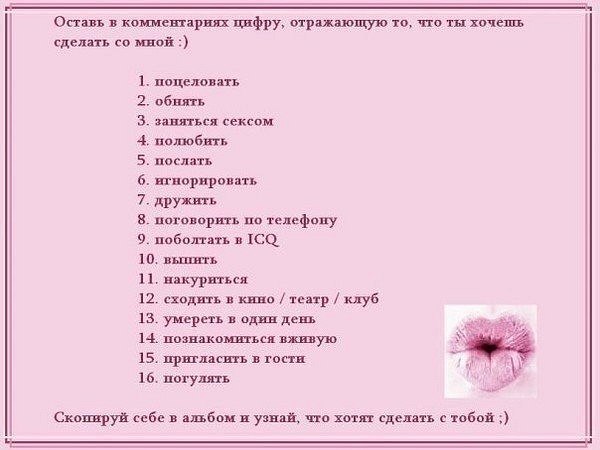 Оставь в комментариях цифру, отражающую то, что ты хочешь
сделать со мной :)
1. поцеловать
2. обнять
3. заняться сексом
4. полюбить
5. послать
6. игнорировать
7. дружить
8. поговорить по телефону
9. поболтать в ICQ
10. выпить
11. накуриться
12. сходить в кино / театр / клуб
13. умереть в один день
14. познакомиться вживую
15. пригласить в гости
16. погулять
Скопируй себе в альбом и узнай, что хотят сделать с тобой ;)